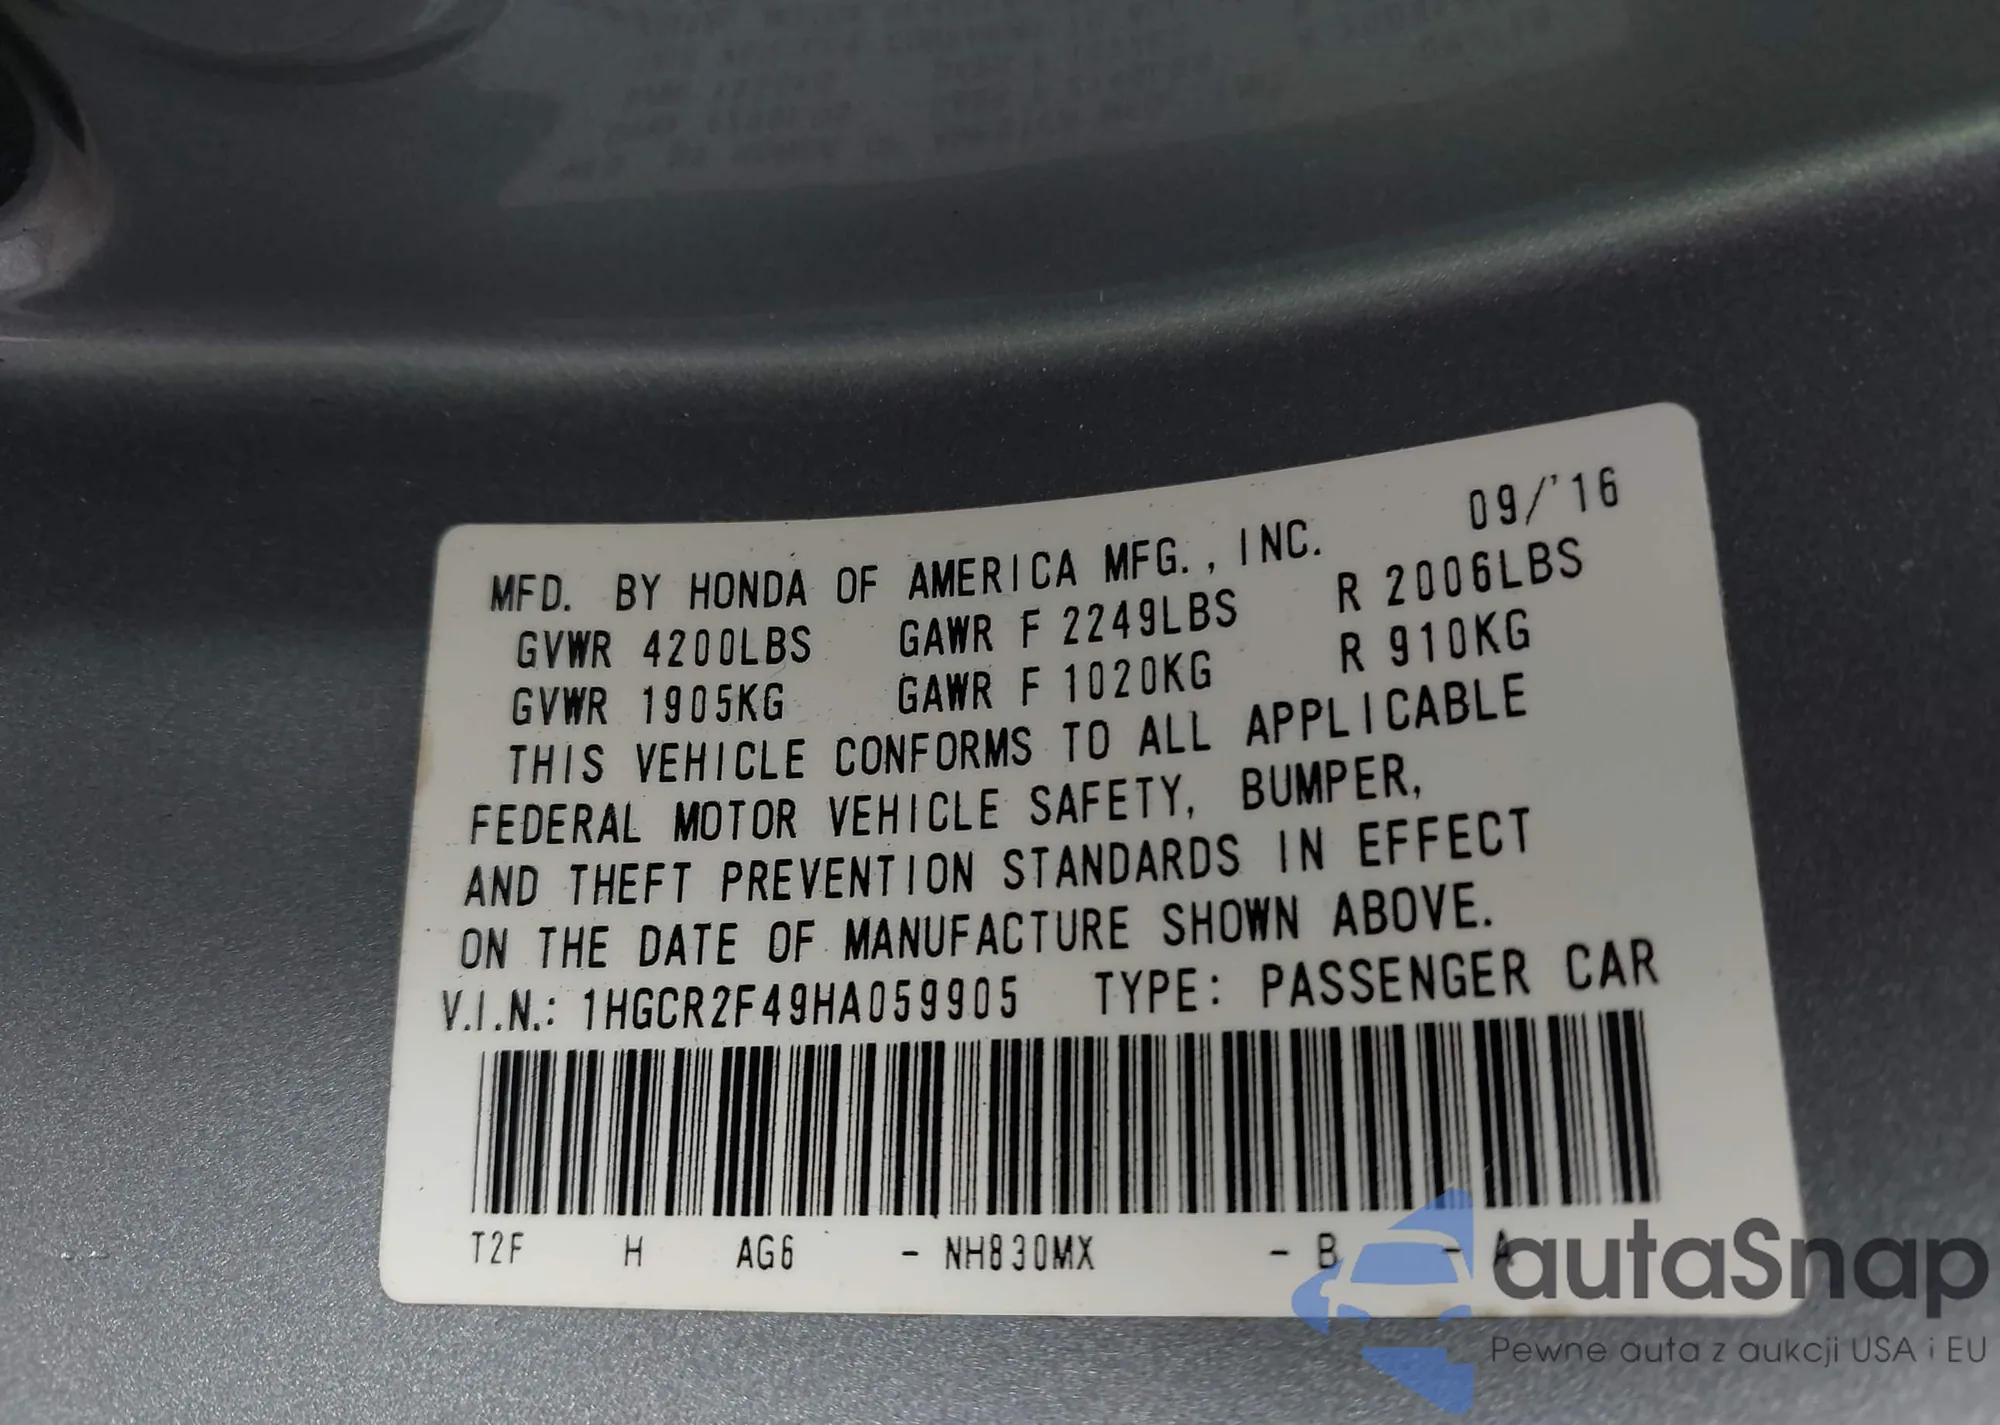 MFD. BY HONDA OF AMERICA MFG., INC. 09/'16
GVWR 4200LBS GAWR F 2249LBS R 2006LBS
GVWR 1905KG GAWR F 1020KG R 910KG
THIS VEHICLE CONFORMS TO ALL APPLICABLE
FEDERAL MOTOR VEHICLE SAFETY, BUMPER,
AND THEFT PREVENTION STANDARDS IN EFFECT
ON THE DATE OF MANUFACTURE SHOWN ABOVE.
V.I.N.: 1HGCR2F49HA059905 TYPE: PASSENGER CAR
T2F H AG6 - NH830MX - B - A
autaSnap
Pewne auta z aukcji USA i EU